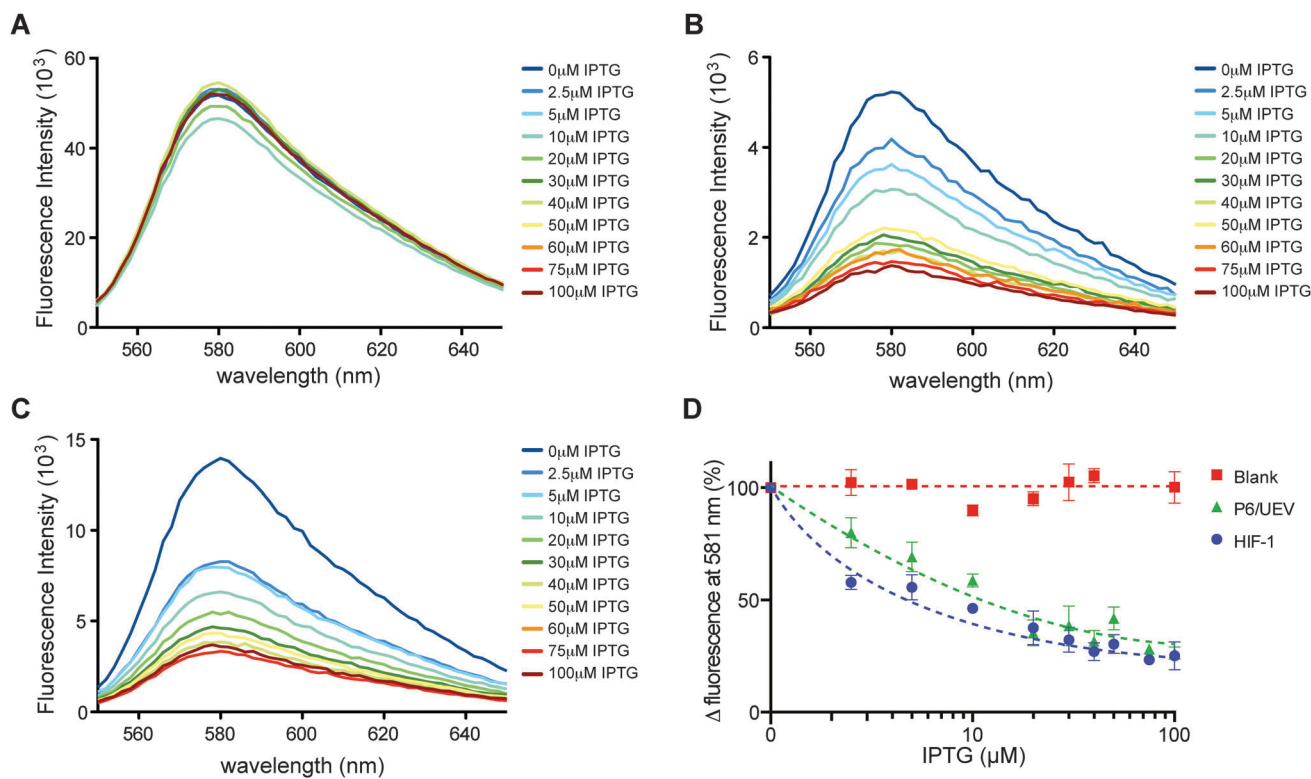 A
Fluorescence Intensity (10³)
60
40
20
0
560
580
600
620
640
wavelength (nm)
0μM IPTG
2.5μM IPTG
5μM IPTG
10μM IPTG
20μM IPTG
30μM IPTG
40μM IPTG
50μM IPTG
60μM IPTG
75μM IPTG
100μM IPTG
B
Fluorescence Intensity (10³)
6
4
2
0
560
580
600
620
640
wavelength (nm)
0μM IPTG
2.5μM IPTG
5μM IPTG
10μM IPTG
20μM IPTG
30μM IPTG
40μM IPTG
50μM IPTG
60μM IPTG
75μM IPTG
100μM IPTG
C
Fluorescence Intensity (10³)
15
10
5
0
560
580
600
620
640
wavelength (nm)
0μM IPTG
2.5μM IPTG
5μM IPTG
10μM IPTG
20μM IPTG
30μM IPTG
40μM IPTG
50μM IPTG
60μM IPTG
75μM IPTG
100μM IPTG
D
Δ fluorescence at 581 nm (%)
100
50
0
0
10
100
IPTG (μM)
Blank
P6/UEV
HIF-1